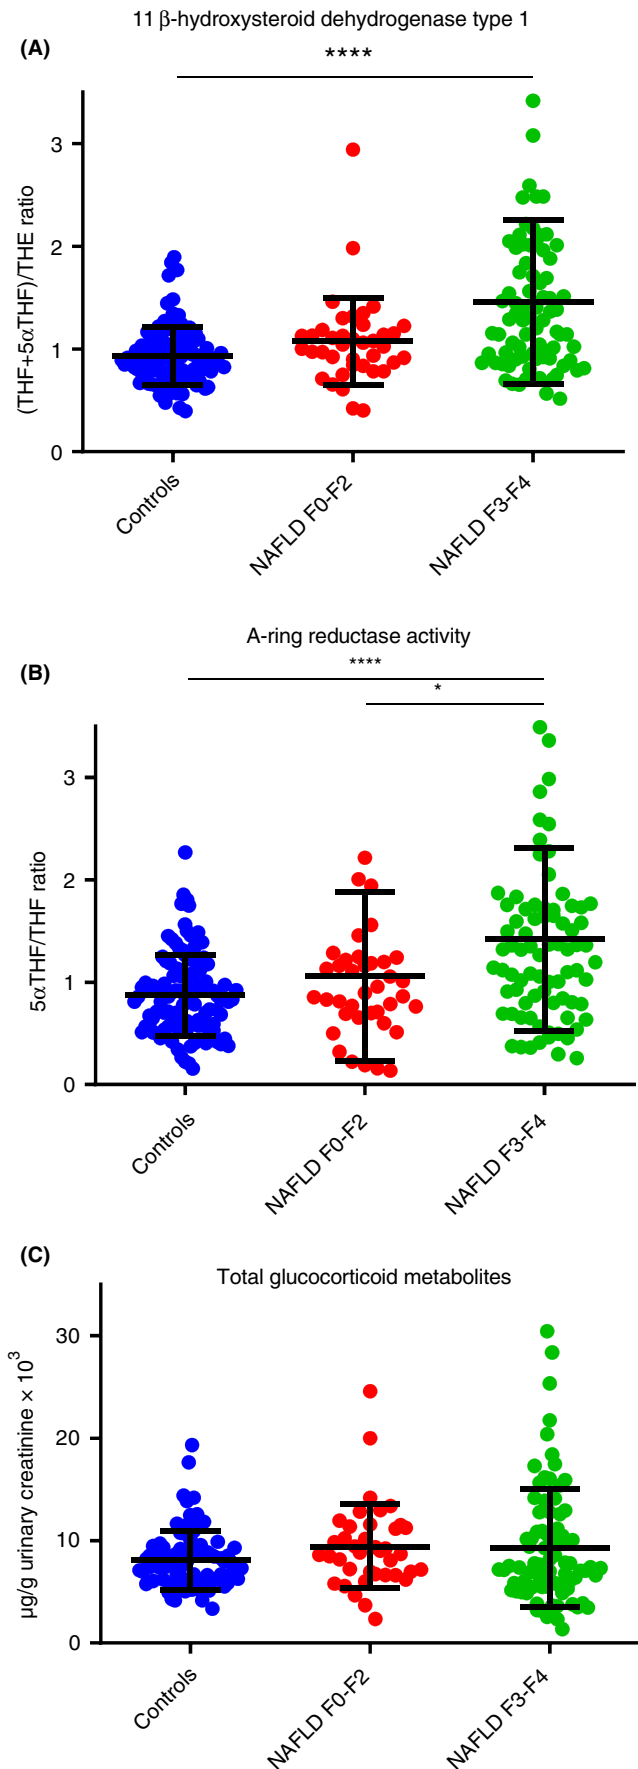 11 β-hydroxysteroid dehydrogenase type 1
(A)
****
(THF+5αTHF)/THE ratio
3
2
1
0
Controls
NAFLD F0-F2
NAFLD F3-F4
A-ring reductase activity
(B)
****
*
5αTHF/THF ratio
3
2
1
0
Controls
NAFLD F0-F2
NAFLD F3-F4
(C)
Total glucocorticoid metabolites
µg/g urinary creatinine × 10³
30
20
10
0
Controls
NAFLD F0-F2
NAFLD F3-F4